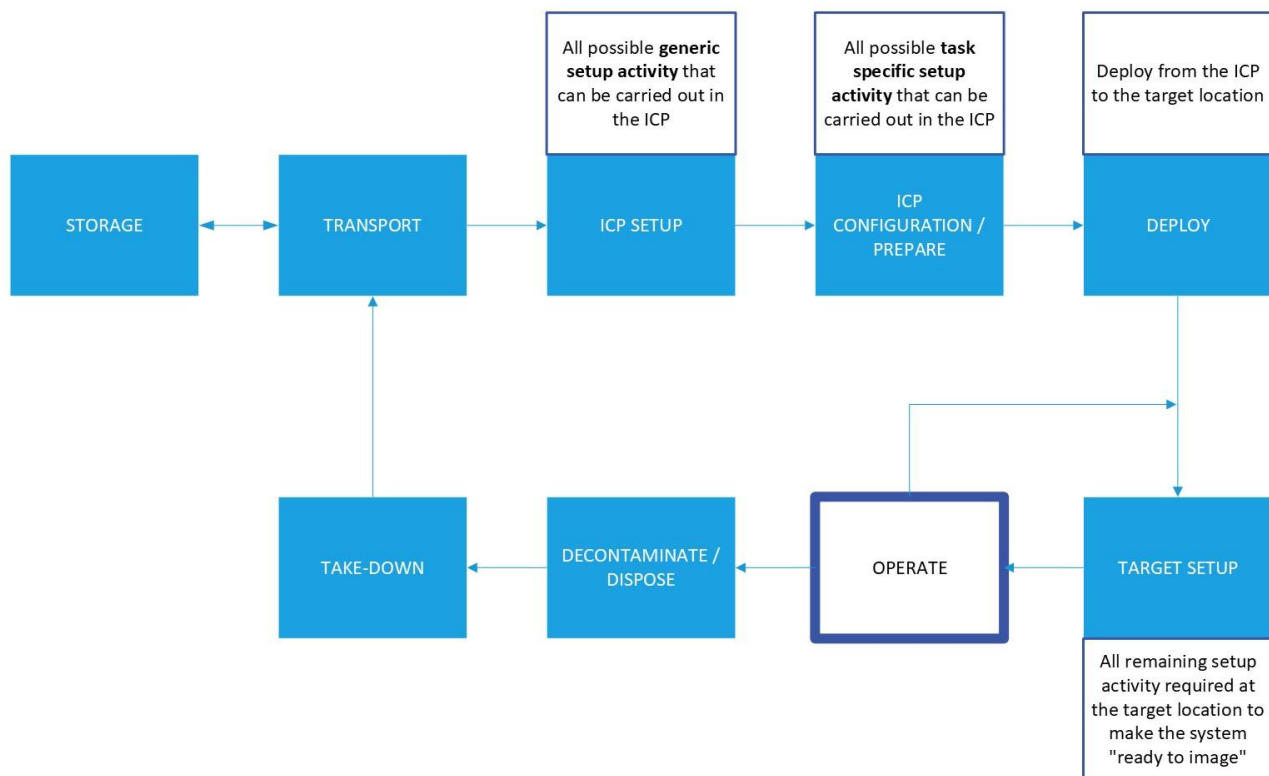 All possible generic
setup activity that
can be carried out in
the ICP
All possible task
specific setup
activity that can be
carried out in the ICP
Deploy from the ICP
to the target location
STORAGE
TRANSPORT
ICP SETUP
ICP
CONFIGURATION /
PREPARE
DEPLOY
TAKE-DOWN
DECONTAMINATE /
DISPOSE
OPERATE
TARGET SETUP
All remaining setup
activity required at
the target location to
make the system
"ready to image"